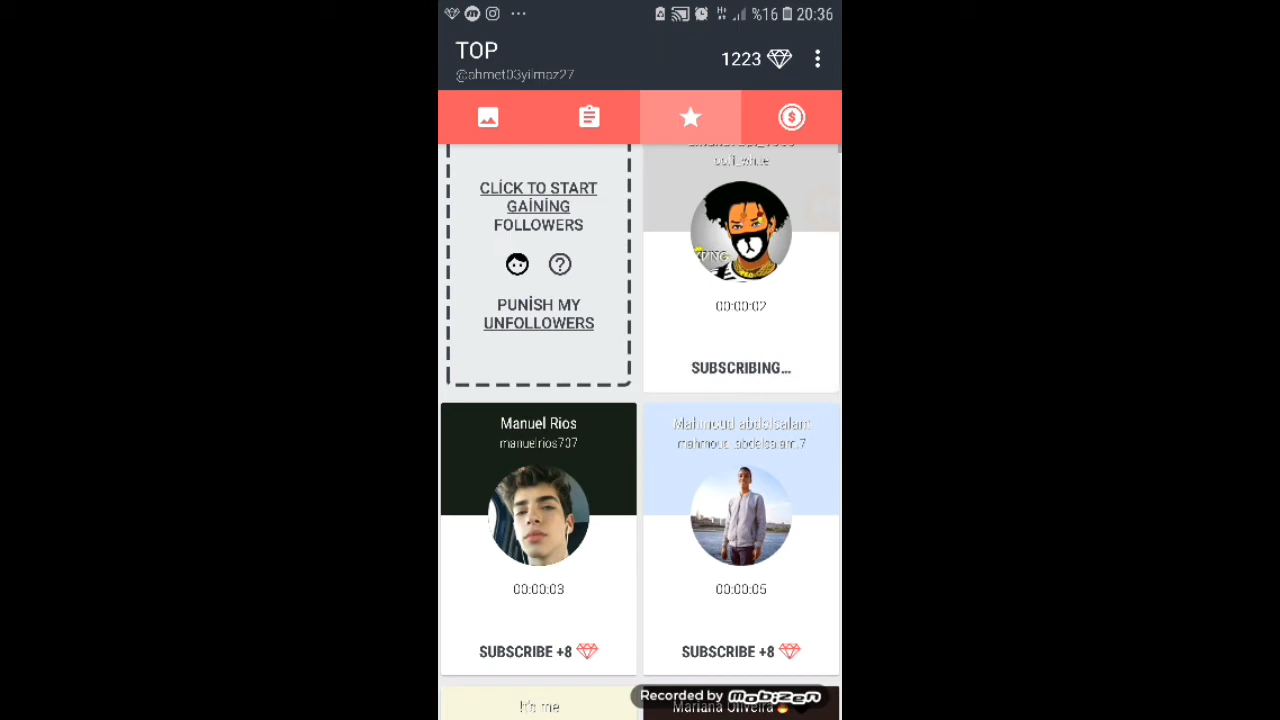 %16 20:36
TOP
@ahmet03yilmaz27
1223
CLİCK TO START
GAİNİNG
FOLLOWERS
PUNİSH MY
UNFOLLOWERS
00:00:02
SUBSCRIBING...
Manuel Rios
manuelrios707
00:00:03
SUBSCRIBE +8
Mahmoud abdelsalam
00:00:05
SUBSCRIBE +8
It's me
Mariana Oliveira
Recorded by mobizen